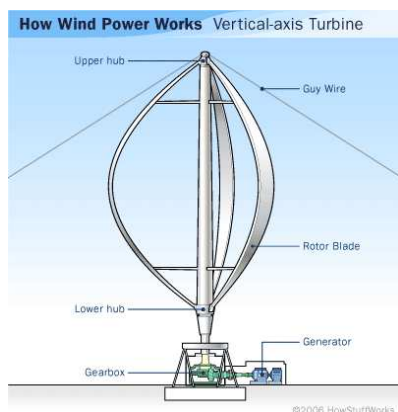 How Wind Power Works Vertical-axis Turbine
Upper hub
Guy Wire
Rotor Blade
Lower hub
Generator
Gearbox
©2006 HowStuffWorks